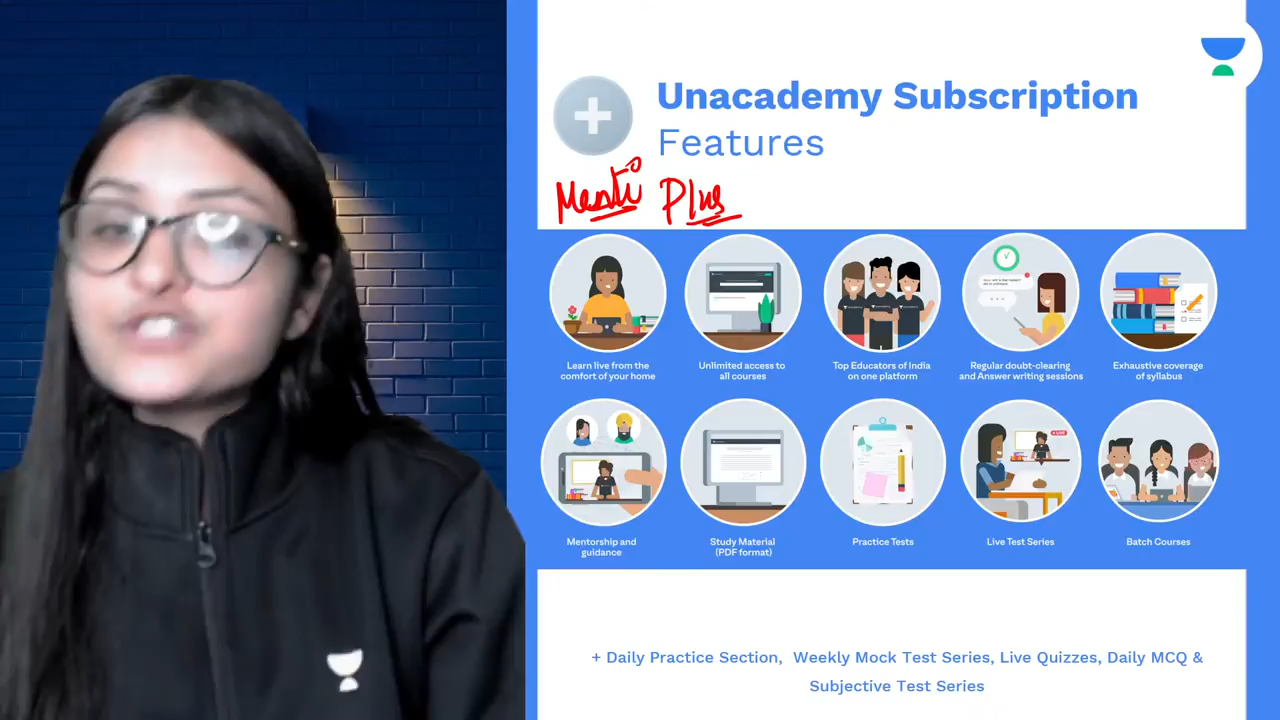 Unacademy Subscription
Features
Plus
Learn live from the
comfort of your home
Unlimited access to
all courses
Top Educators of India
on one platform
Regular doubt-clearing
and Answer writing sessions
Exhaustive coverage
of syllabus
Mentorship and
guidance
Study Material
(PDF format)
Practice Tests
Live Test Series
Batch Courses
+ Daily Practice Section, Weekly Mock Test Series, Live Quizzes, Daily MCQ &
Subjective Test Series